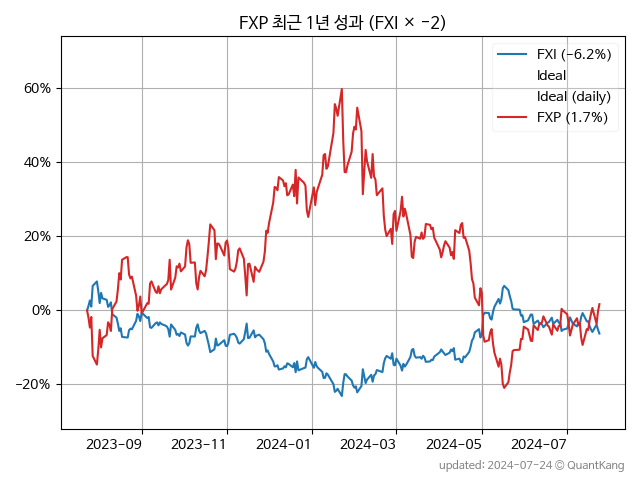 FXP 최근 1년 성과 (FXI × −2)
FXI (−6.2%)
Ideal
Ideal (daily)
FXP (1.7%)
60%
40%
20%
0%
−20%
2023-09
2023-11
2024-01
2024-03
2024-05
2024-07
updated: 2024-07-24 © QuantKang